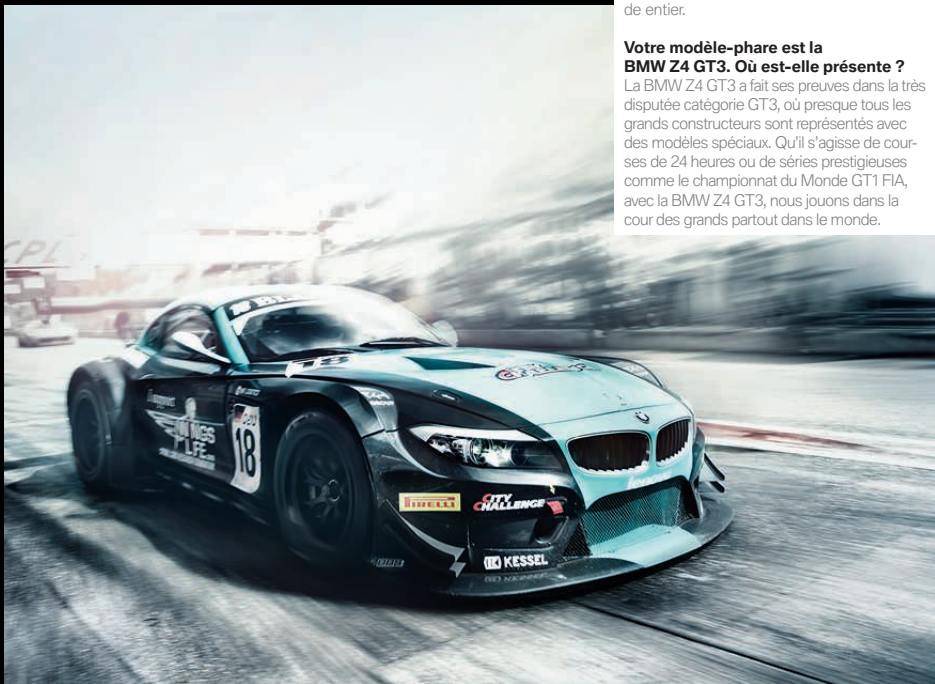 de entier.
Votre modèle-phare est la
BMW Z4 GT3. Où est-elle présente ?
La BMW Z4 GT3 a fait ses preuves dans la très
disputée catégorie GT3, où presque tous les
grands constructeurs sont représentés avec
des modèles spéciaux. Qu'il s'agisse de cour-
ses de 24 heures ou de séries prestigieuses
comme le championnat du Monde GT1 FIA,
avec la BMW Z4 GT3, nous jouons dans la
cour des grands partout dans le monde.
18
WINGS
LIFE
18
PIRELLI
CITY
CHALLENGE
KESSEL